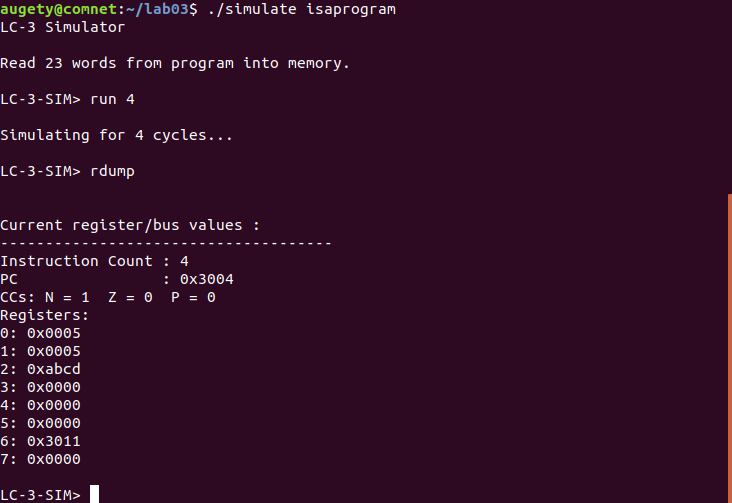 augety@comnet:~/lab03$ ./simulate isaprogram
LC-3 Simulator
Read 23 words from program into memory.
LC-3-SIM> run 4
Simulating for 4 cycles...
LC-3-SIM> rdump
Current register/bus values :
-------------------------------------
Instruction Count : 4
PC                : 0x3004
CCs: N = 1  Z = 0  P = 0
Registers:
0: 0x0005
1: 0x0005
2: 0xabcd
3: 0x0000
4: 0x0000
5: 0x0000
6: 0x3011
7: 0x0000
LC-3-SIM>